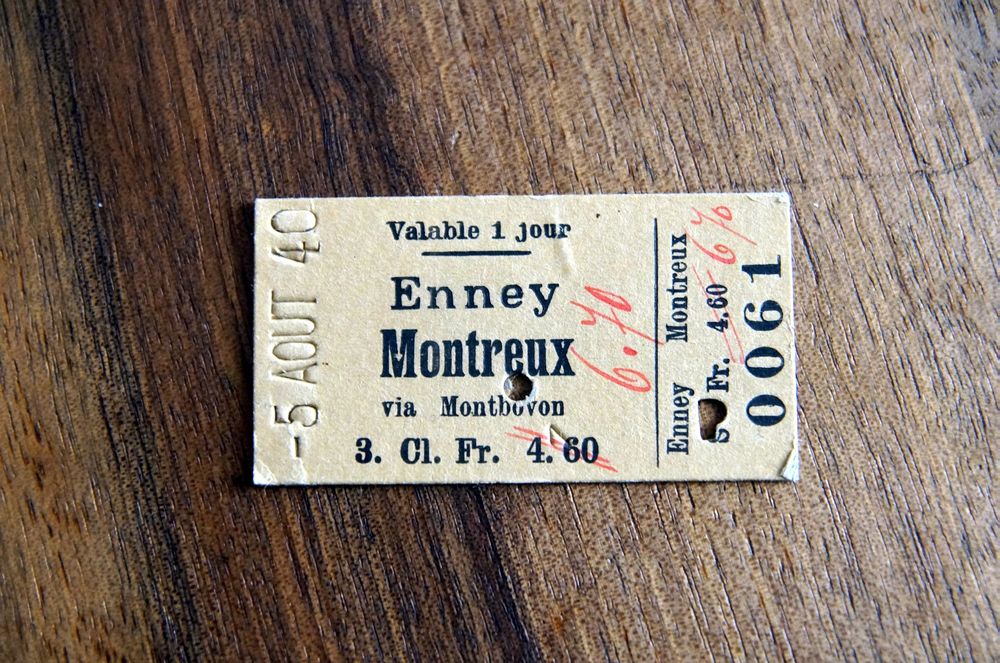 -5 AOUT 40
Valable 1 jour
Enney
Montreux
via Montbovon
3. Cl. Fr. 4.60
6.70
Enney Montreux
Fr. 4.60 6.70
0061